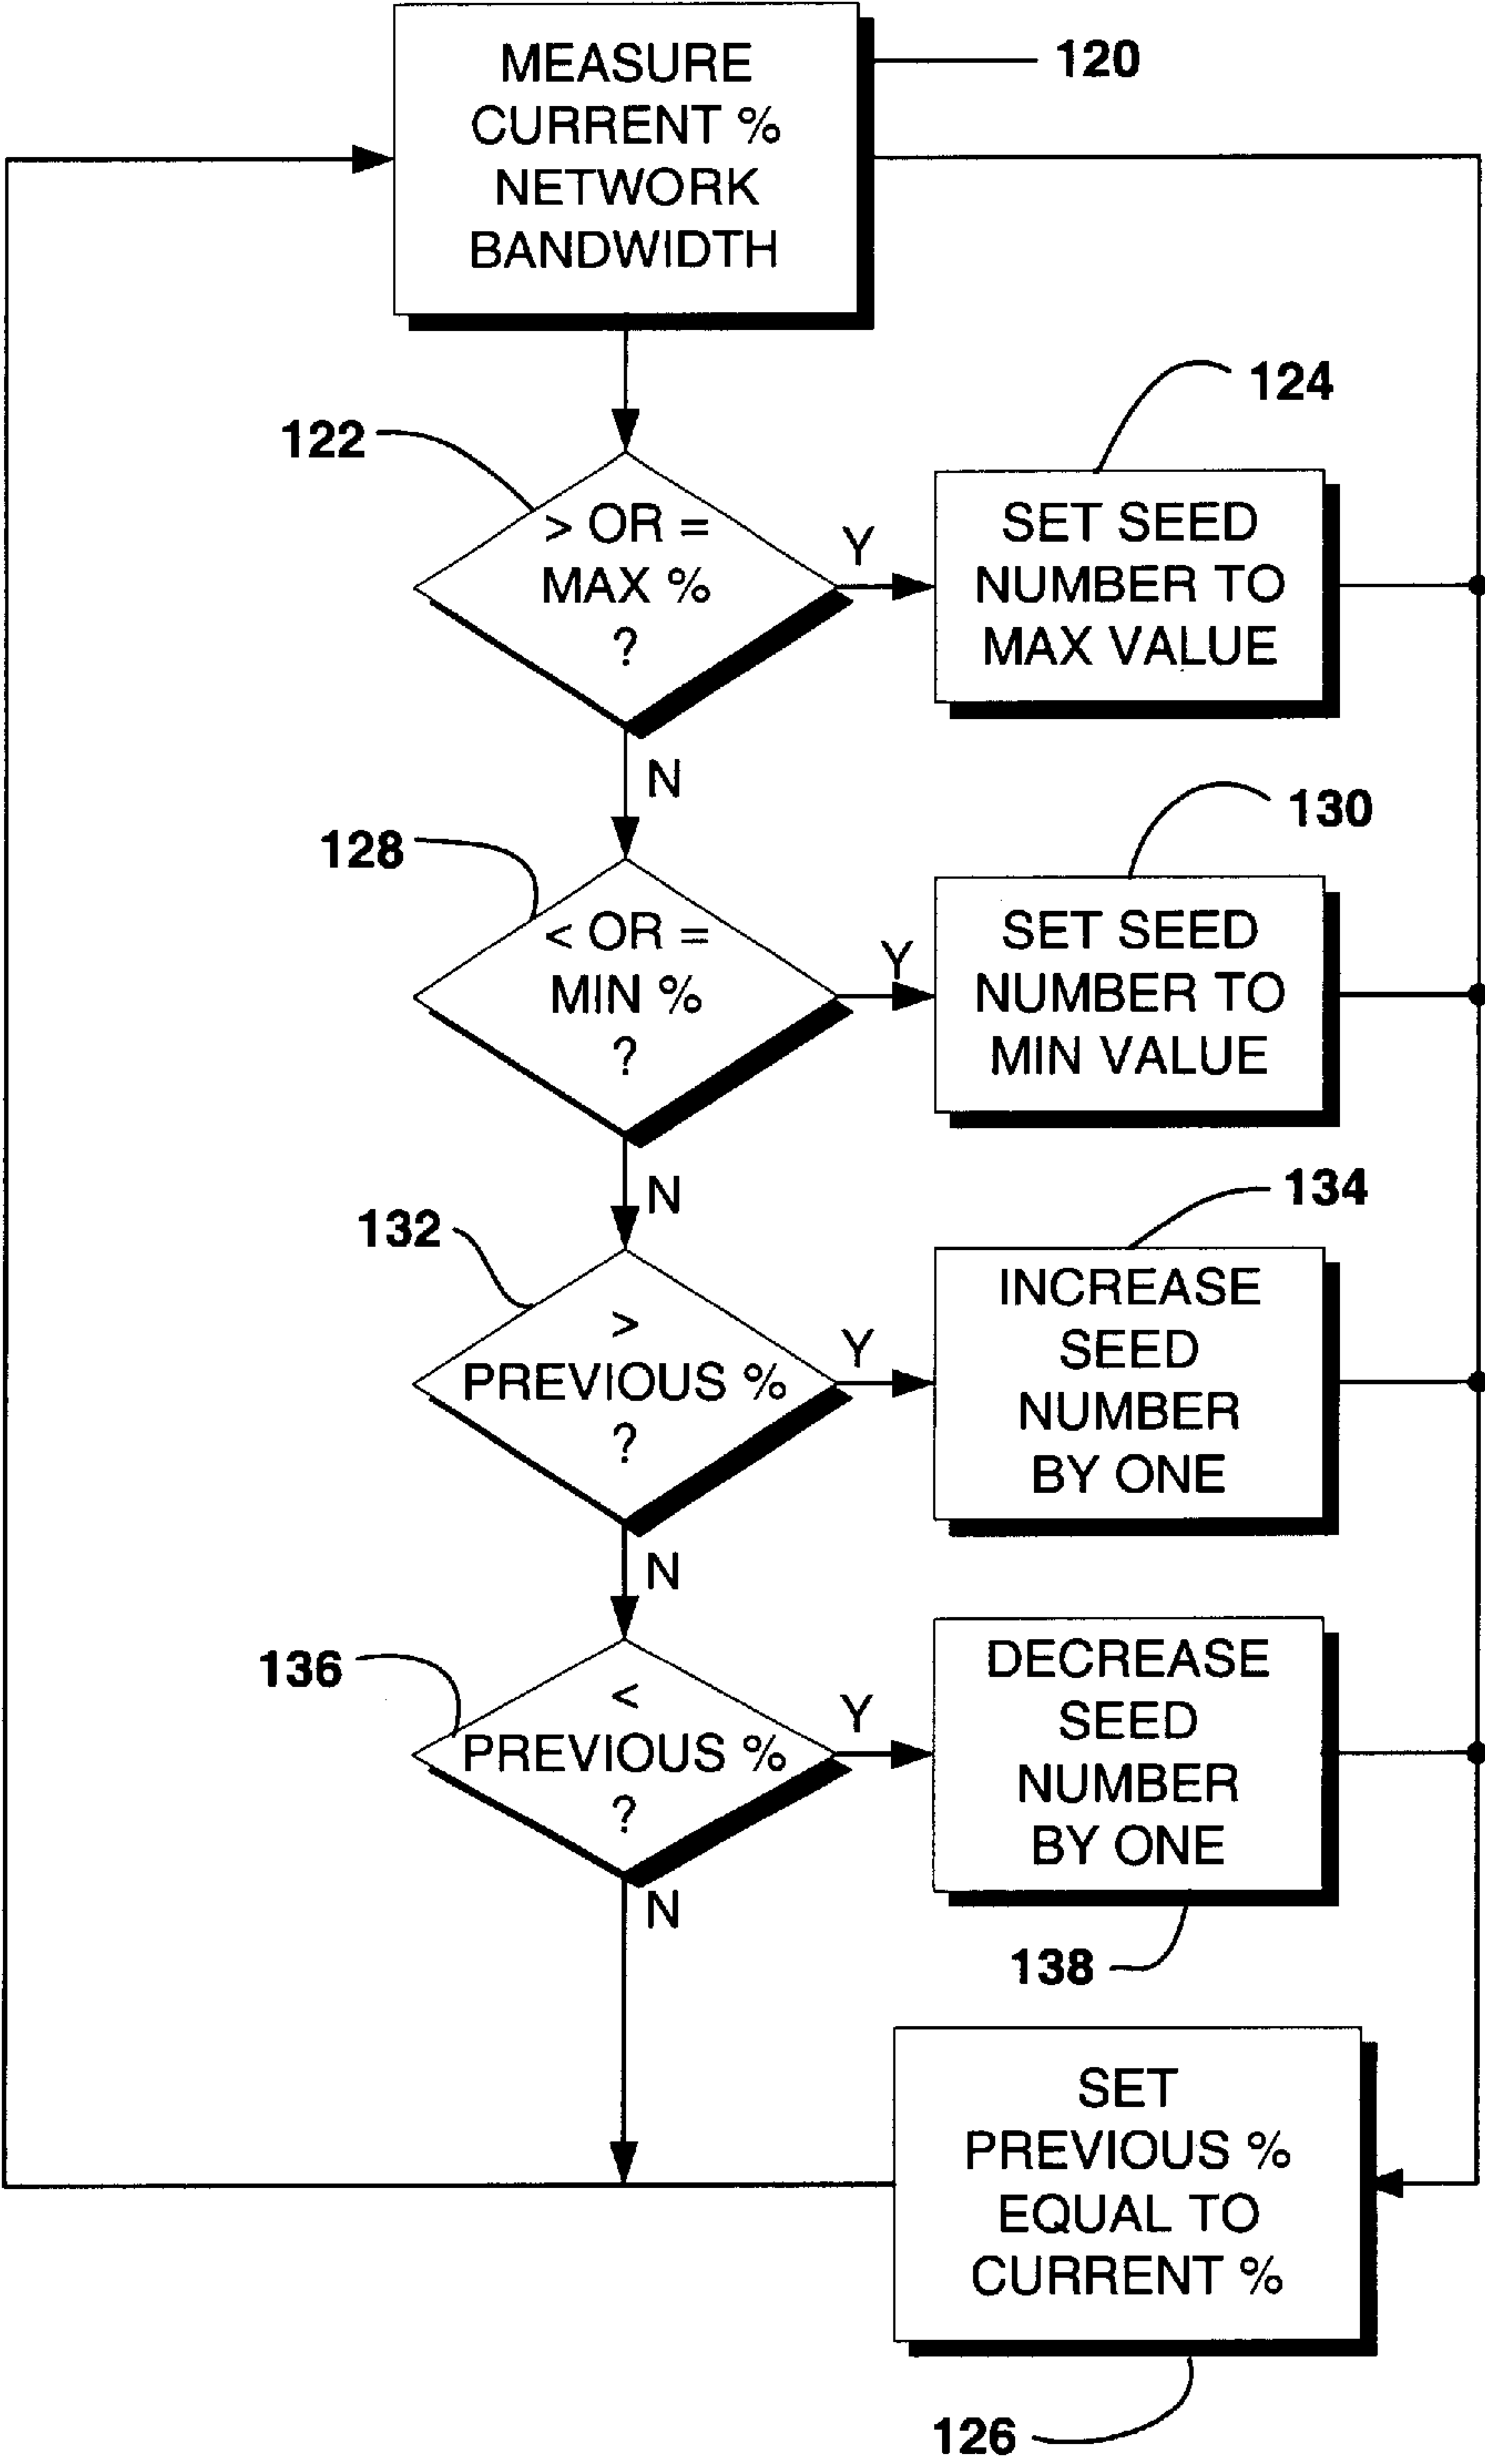 MEASURE
CURRENT %
NETWORK
BANDWIDTH
120
122
> OR =
MAX %
?
Y
N
124
SET SEED
NUMBER TO
MAX VALUE
128
< OR =
MIN %
?
Y
N
130
SET SEED
NUMBER TO
MIN VALUE
132
>
PREVIOUS %
?
Y
N
134
INCREASE
SEED
NUMBER
BY ONE
136
<
PREVIOUS %
?
Y
N
DECREASE
SEED
NUMBER
BY ONE
138
SET
PREVIOUS %
EQUAL TO
CURRENT %
126